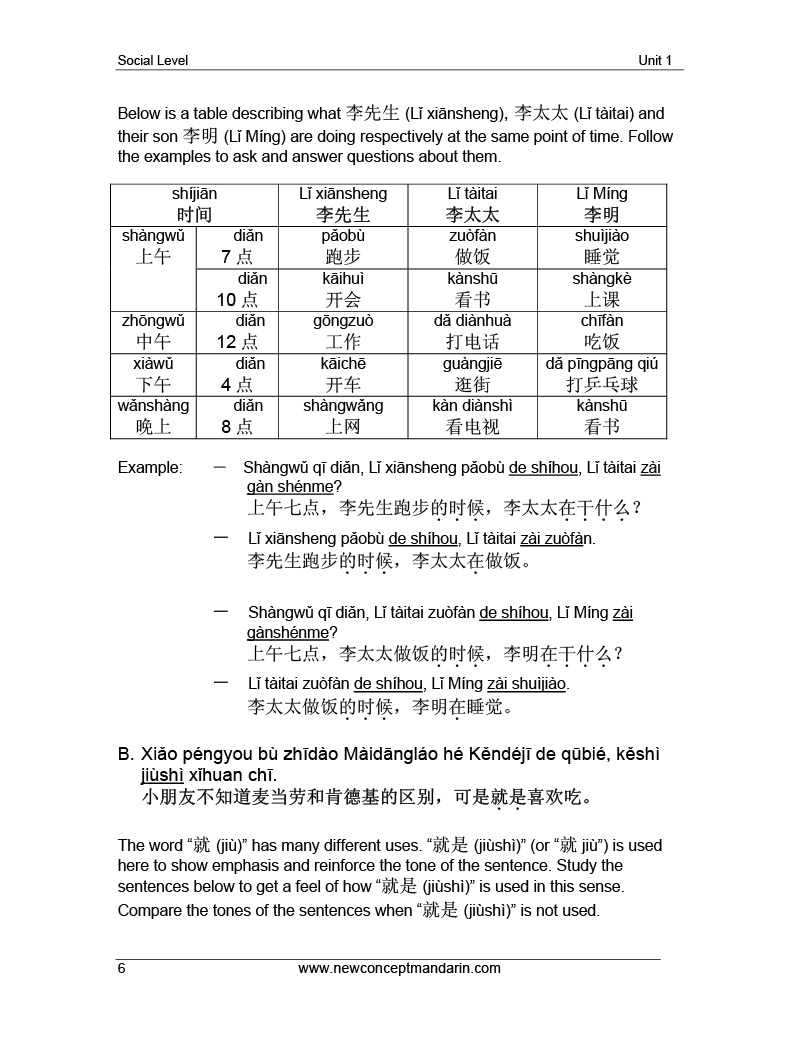 Social Level Unit 1
Below is a table describing what 李先生 (Lǐ xiānsheng), 李太太 (Lǐ tàitai) and
their son 李明 (Lǐ Míng) are doing respectively at the same point of time. Follow
the examples to ask and answer questions about them.
shíjiān Lǐ xiānsheng Lǐ tàitai Lǐ Míng
时间 李先生 李太太 李明
shàngwǔ diǎn pǎobù zuòfàn shuìjiào
上午 7 点 跑步 做饭 睡觉
diǎn kāihuì kànshū shàngkè
10 点 开会 看书 上课
zhōngwǔ diǎn gōngzuò dǎ diànhuà chīfàn
中午 12 点 工作 打电话 吃饭
xiàwǔ diǎn kāichē guàngjiē dǎ pīngpāng qiú
下午 4 点 开车 逛街 打乒乓球
wǎnshàng diǎn shàngwǎng kàn diànshì kànshū
晚上 8 点 上网 看电视 看书
Example: — Shàngwǔ qī diǎn, Lǐ xiānsheng pǎobù de shíhou, Lǐ tàitai zài
gàn shénme?
上午七点，李先生跑步的时候，李太太在干什么？
— Lǐ xiānsheng pǎobù de shíhou, Lǐ tàitai zài zuòfàn.
李先生跑步的时候，李太太在做饭。
— Shàngwǔ qī diǎn, Lǐ tàitai zuòfàn de shíhou, Lǐ Míng zài
gànshénme?
上午七点，李太太做饭的时候，李明在干什么？
— Lǐ tàitai zuòfàn de shíhou, Lǐ Míng zài shuìjiào.
李太太做饭的时候，李明在睡觉。
B. Xiǎo péngyou bù zhīdào Màidāngláo hé Kěndéjī de qūbié, kěshì
jiùshì xǐhuan chī.
小朋友不知道麦当劳和肯德基的区别，可是就是喜欢吃。
The word “就 (jiù)” has many different uses. “就是 (jiùshì)” (or “就 jiù”) is used
here to show emphasis and reinforce the tone of the sentence. Study the
sentences below to get a feel of how “就是 (jiùshì)” is used in this sense.
Compare the tones of the sentences when “就是 (jiùshì)” is not used.
6 www.newconceptmandarin.com